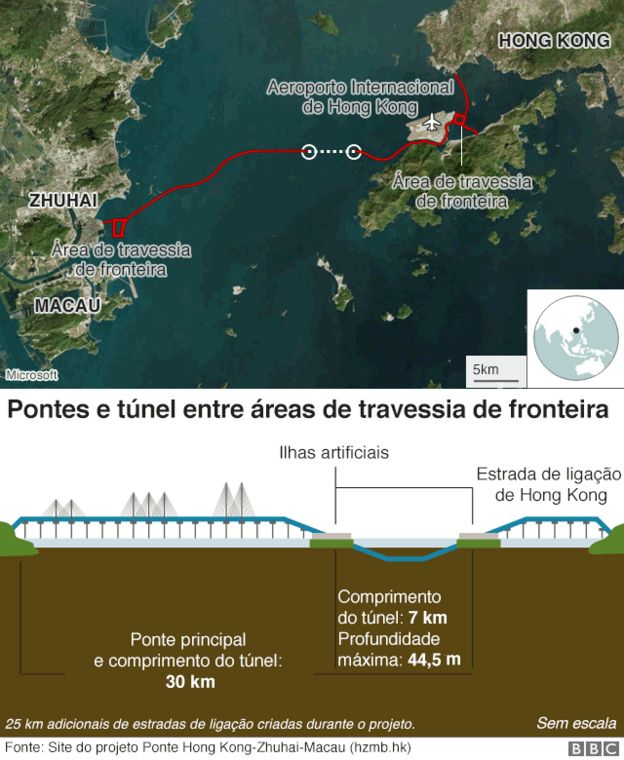 HONG KONG
Aeroporto Internacional
de Hong Kong
Área de travessia
de fronteira
ZHUHAI
Área de travessia
de fronteira
MACAU
Microsoft
5km
Pontes e túnel entre áreas de travessia de fronteira
Ilhas artificiais
Estrada de ligação
de Hong Kong
Comprimento
do túnel: 7 km
Profundidade
máxima: 44,5 m
Ponte principal
e comprimento do túnel:
30 km
25 km adicionais de estradas de ligação criadas durante o projeto.
Sem escala
Fonte: Site do projeto Ponte Hong Kong-Zhuhai-Macau (hzmb.hk)
BBC